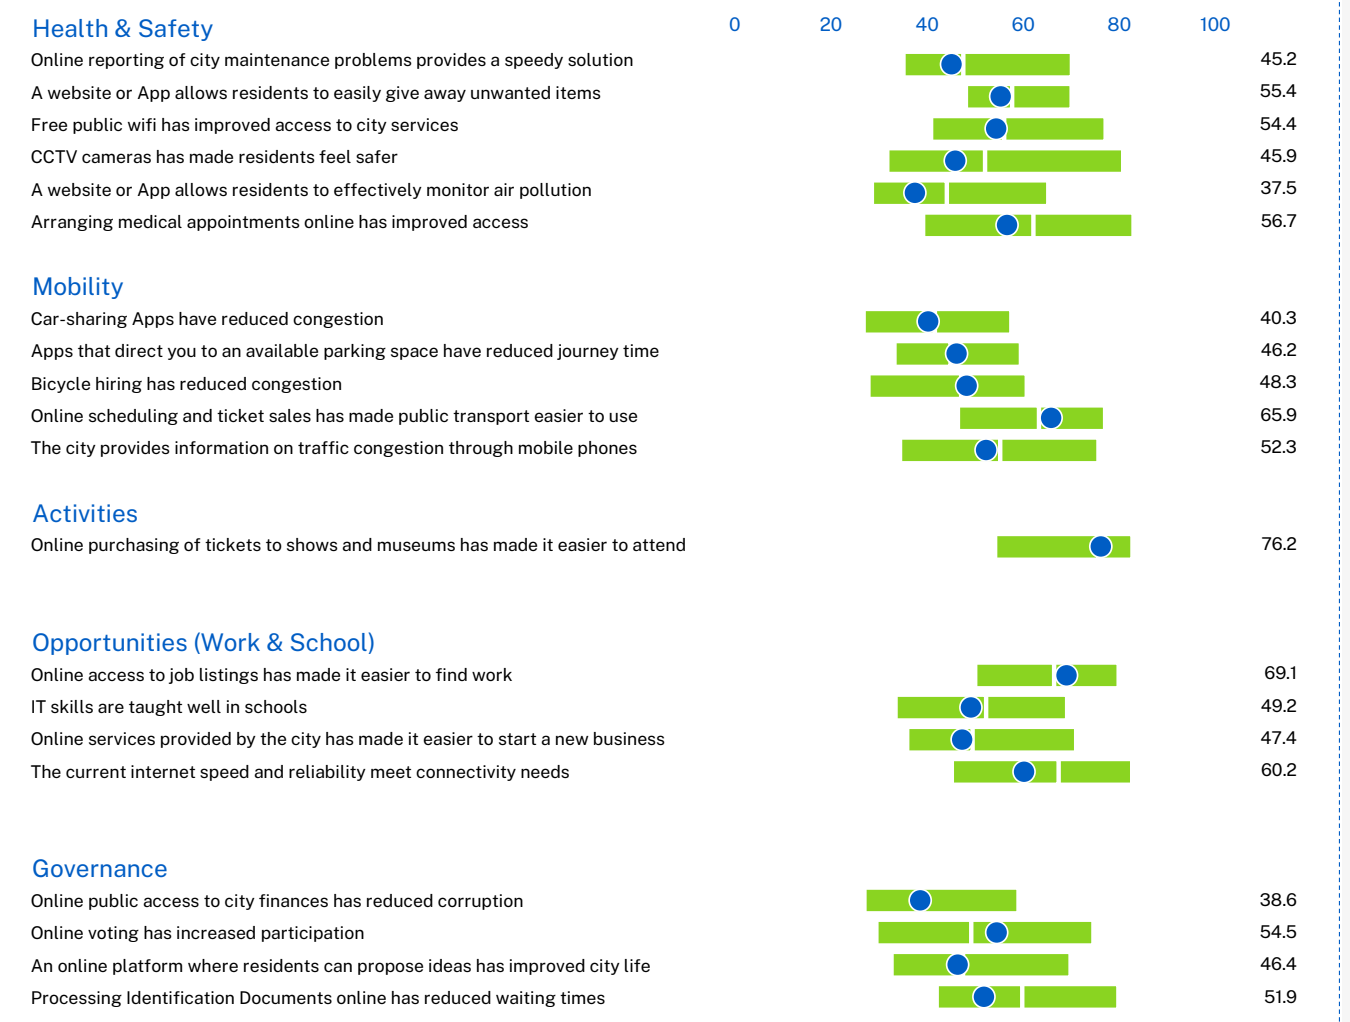 Health & Safety 0 20 40 60 80 100
Online reporting of city maintenance problems provides a speedy solution 45.2
A website or App allows residents to easily give away unwanted items 55.4
Free public wifi has improved access to city services 54.4
CCTV cameras has made residents feel safer 45.9
A website or App allows residents to effectively monitor air pollution 37.5
Arranging medical appointments online has improved access 56.7
Mobility
Car-sharing Apps have reduced congestion 40.3
Apps that direct you to an available parking space have reduced journey time 46.2
Bicycle hiring has reduced congestion 48.3
Online scheduling and ticket sales has made public transport easier to use 65.9
The city provides information on traffic congestion through mobile phones 52.3
Activities
Online purchasing of tickets to shows and museums has made it easier to attend 76.2
Opportunities (Work & School)
Online access to job listings has made it easier to find work 69.1
IT skills are taught well in schools 49.2
Online services provided by the city has made it easier to start a new business 47.4
The current internet speed and reliability meet connectivity needs 60.2
Governance
Online public access to city finances has reduced corruption 38.6
Online voting has increased participation 54.5
An online platform where residents can propose ideas has improved city life 46.4
Processing Identification Documents online has reduced waiting times 51.9